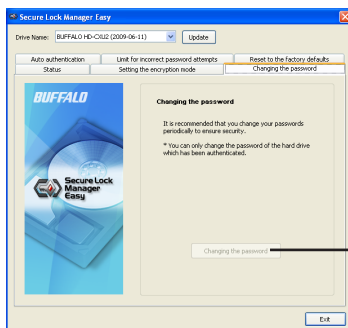 Secure Lock Manager Easy
Drive Name: BUFFALO HD-CXU2 (2009-06-11) Update
Auto authentication Limit for incorrect password attempts Reset to the factory defaults
Status Setting the encryption mode Changing the password
BUFFALO
Secure Lock
Manager
Easy
Changing the password
It is recommended that you change your passwords
periodically to ensure security.
* You can only change the password of the hard drive
which has been authenticated.
Changing the password
Exit